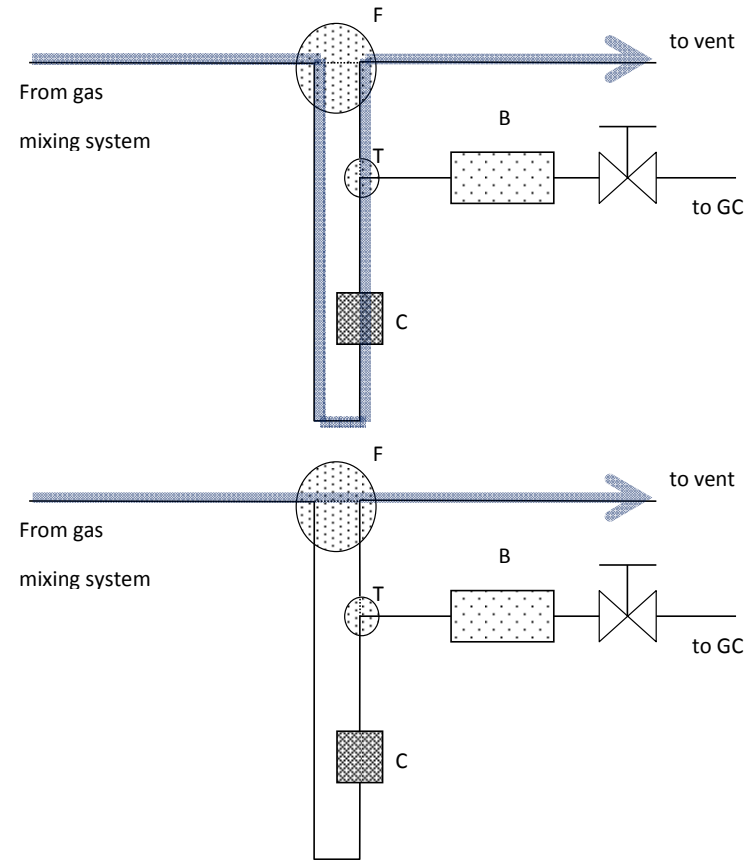 F
to vent
From gas
mixing system
B
T
to GC
C
F
to vent
From gas
mixing system
B
T
to GC
C